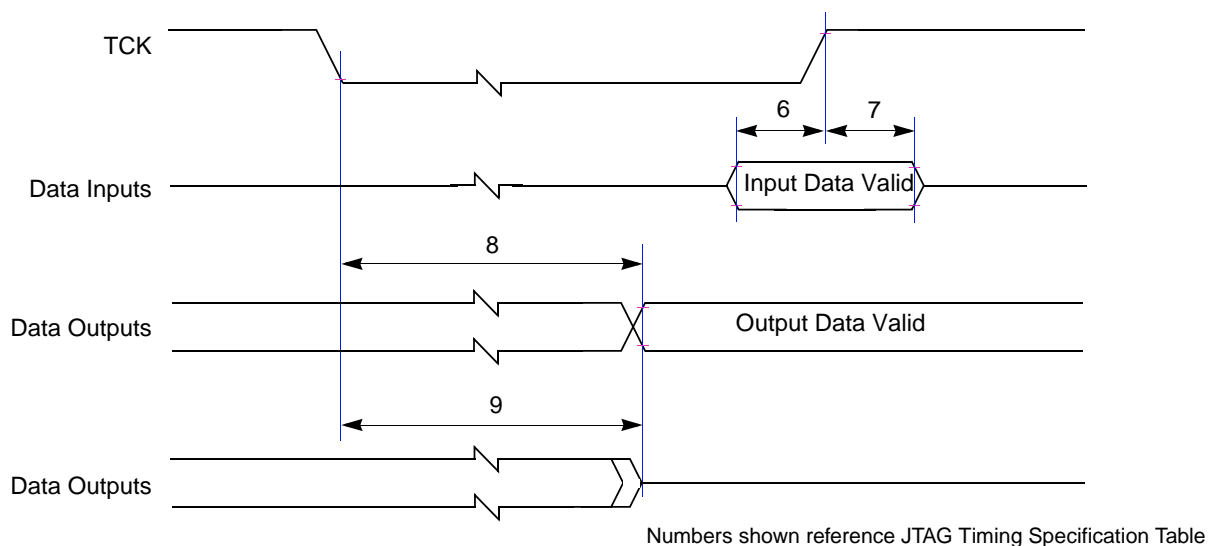 TCK
6
7
Data Inputs
Input Data Valid
8
Data Outputs
Output Data Valid
9
Data Outputs
Numbers shown reference JTAG Timing Specification Table